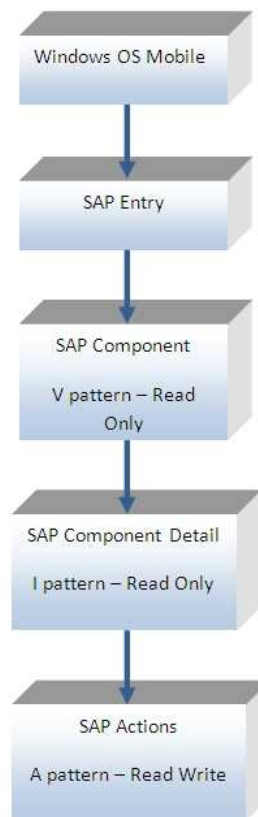 Windows OS Mobile
SAP Entry
SAP Component
V pattern – Read
Only
SAP Component Detail
I pattern – Read Only
SAP Actions
A pattern – Read Write